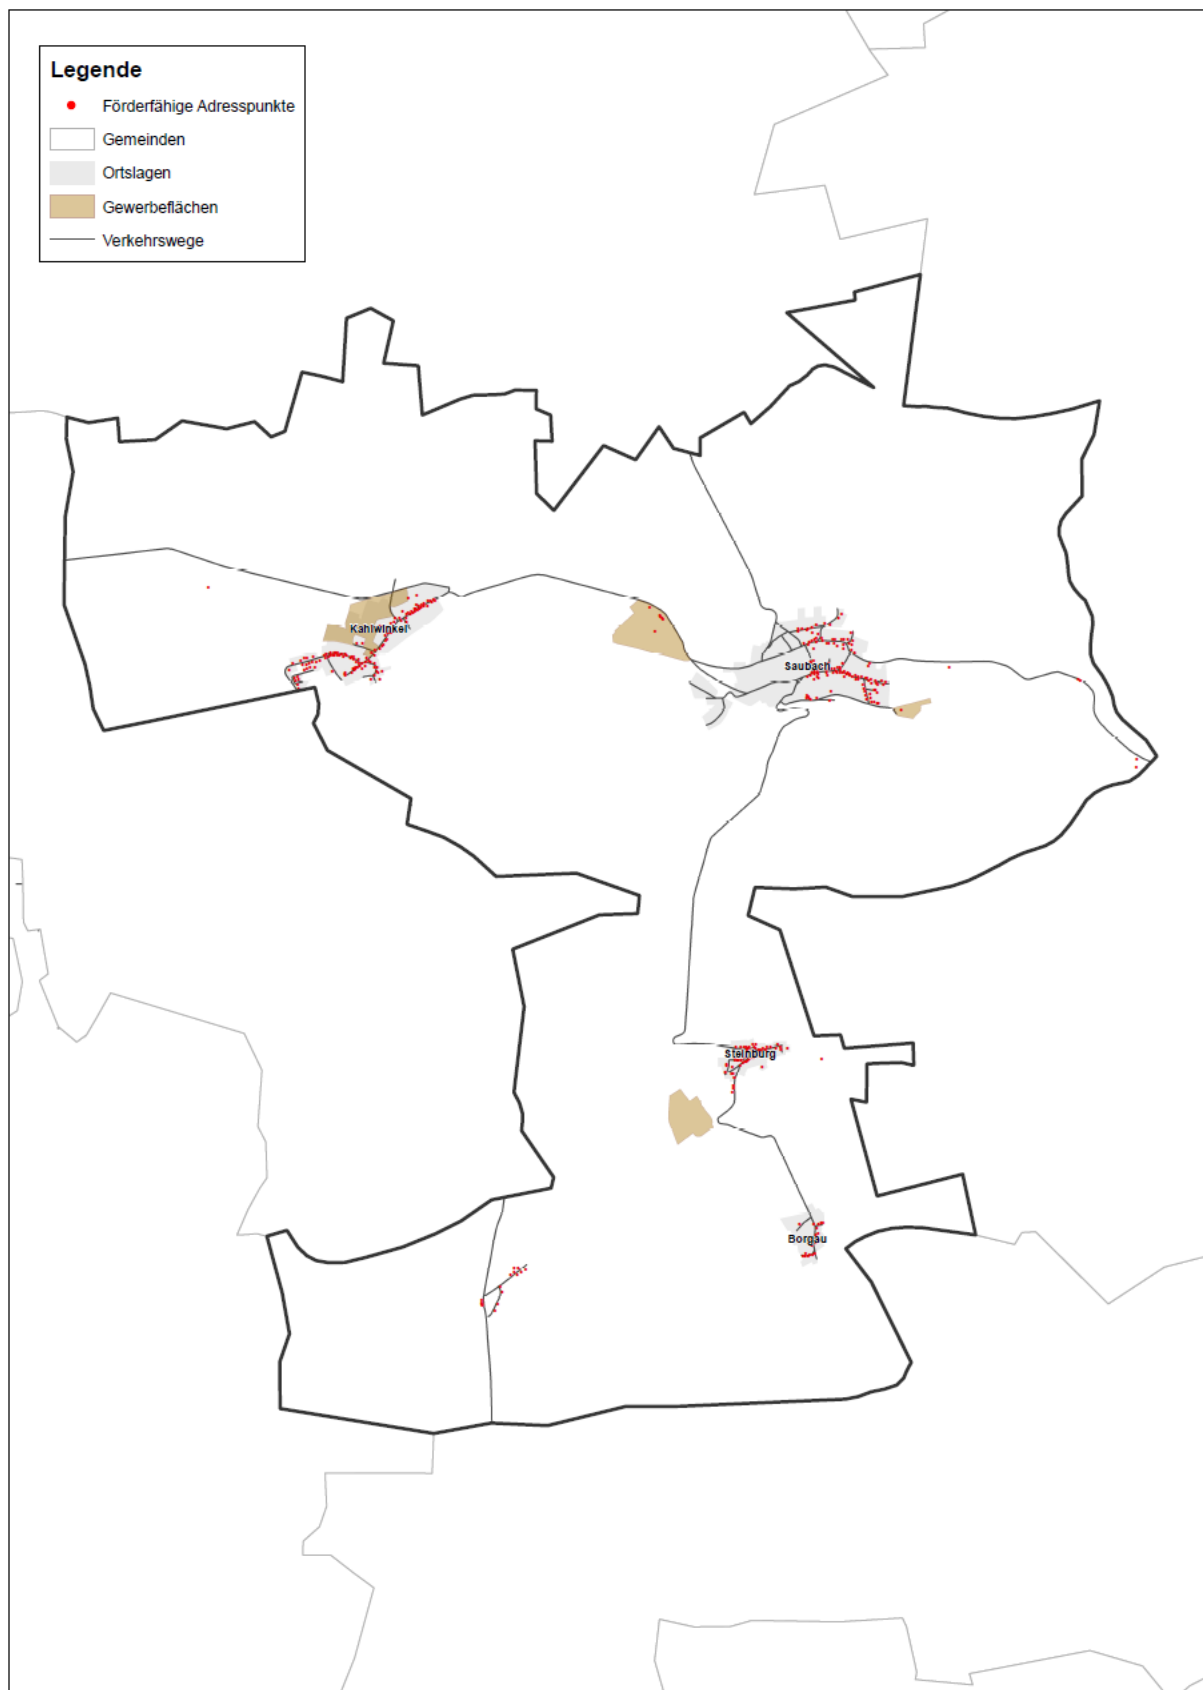 Legende
Förderfähige Adresspunkte
Gemeinden
Ortslagen
Gewerbeflächen
Verkehrswege
Kahlwinkel
Saubach
Steinburg
Borgau